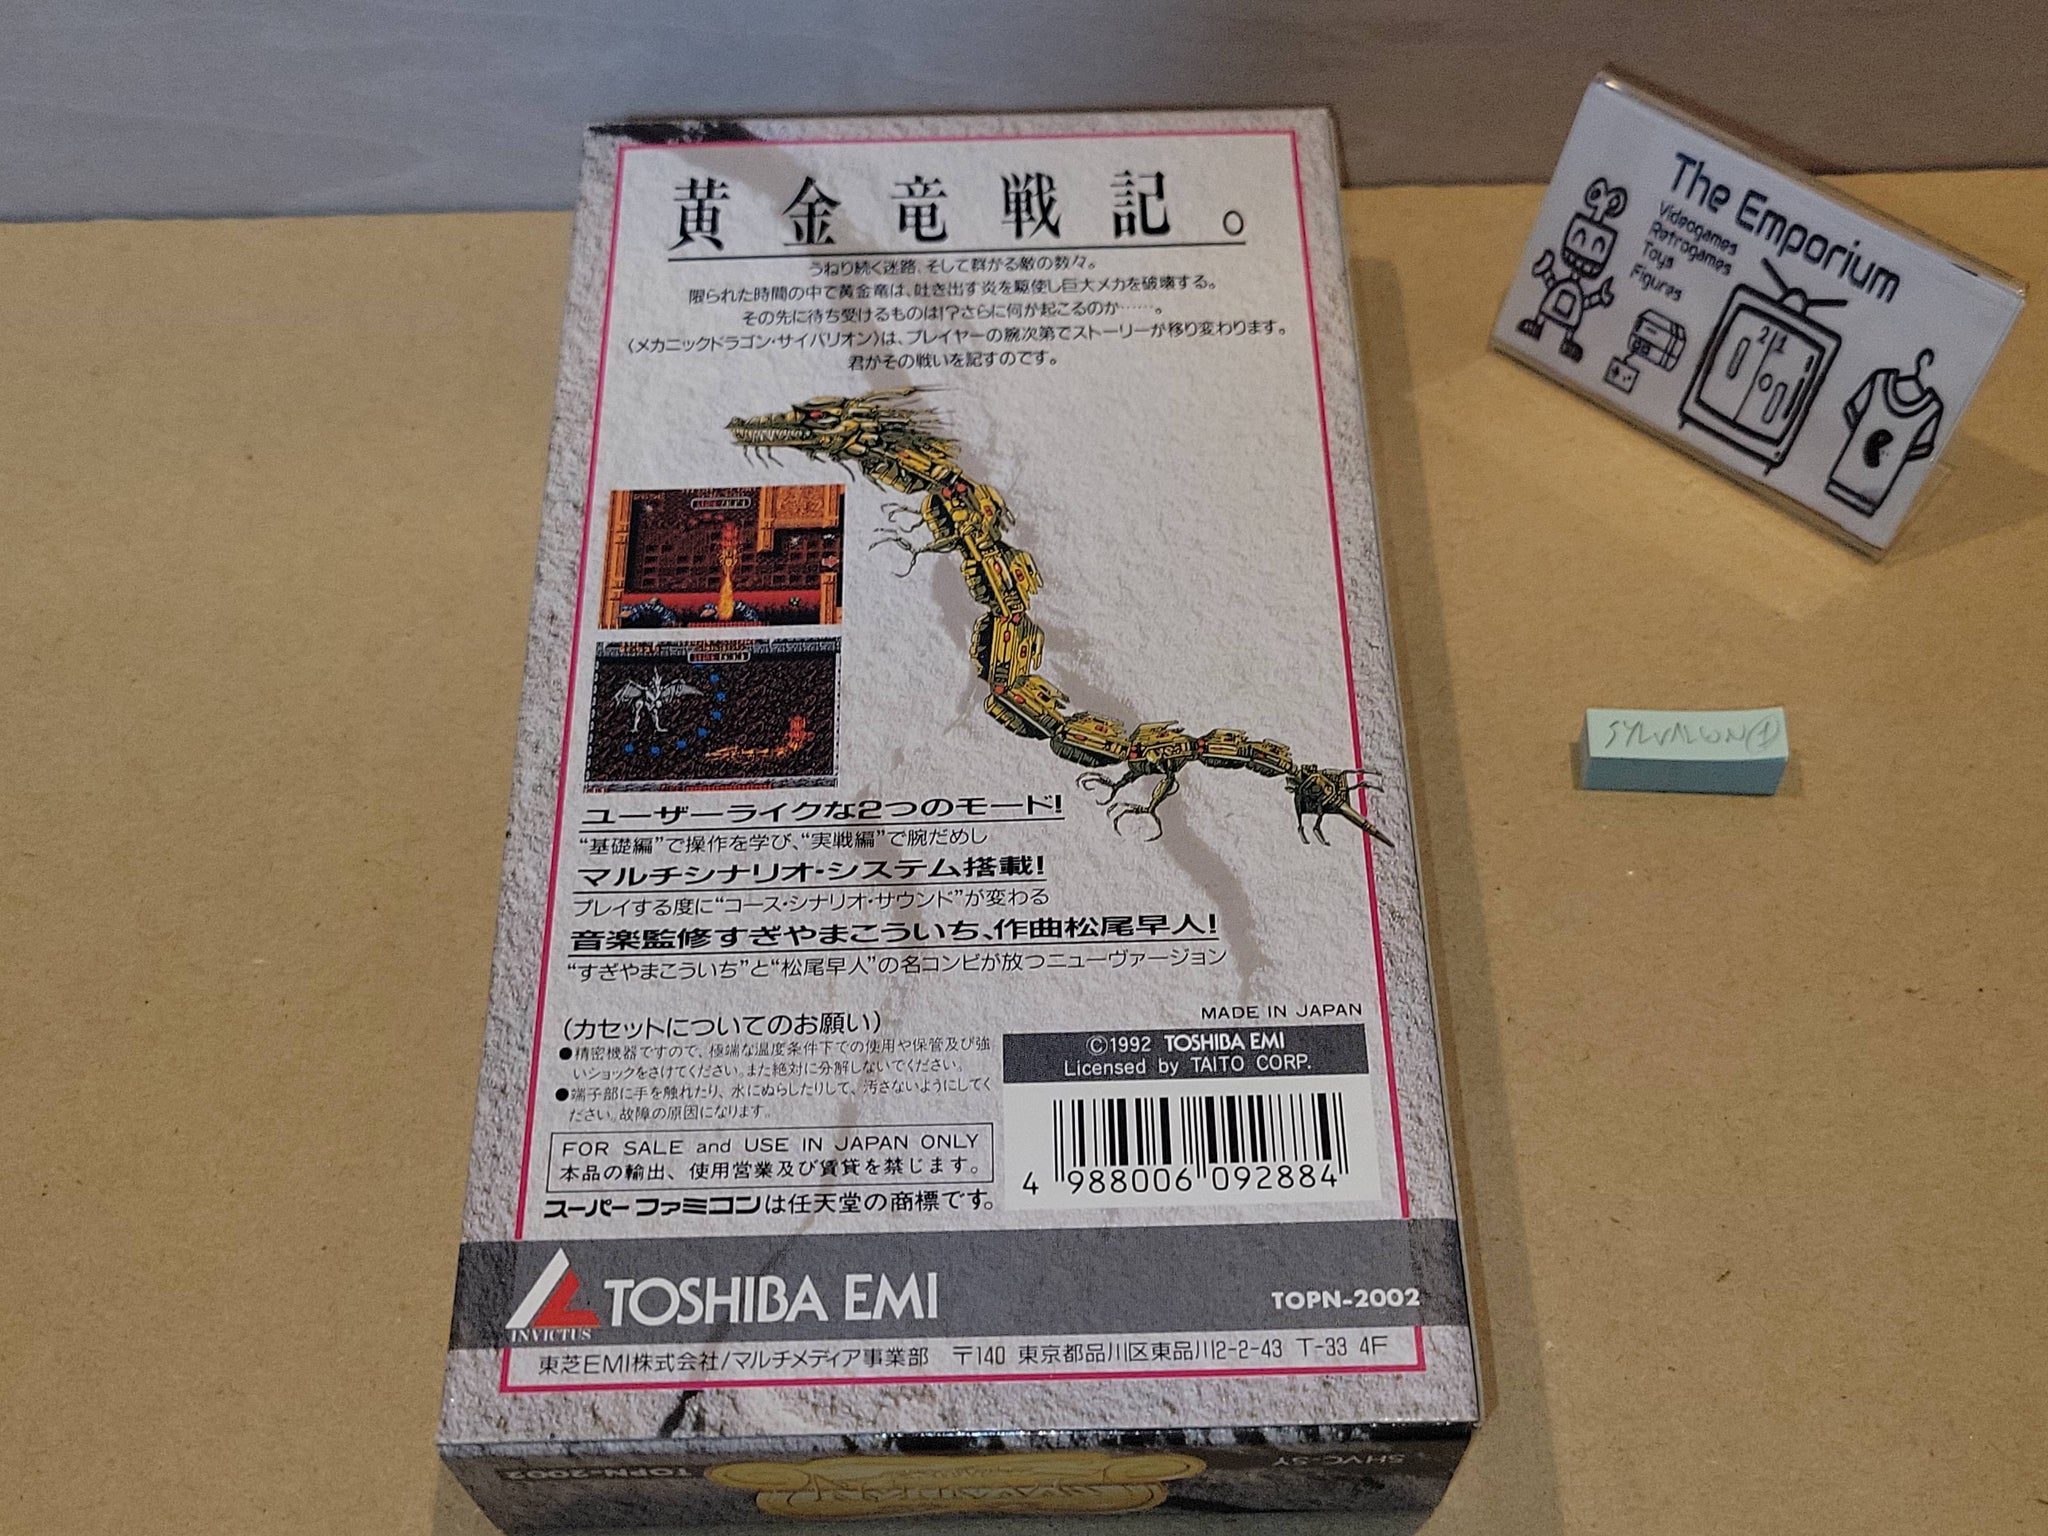 黄金竜戦記。
うねり続く迷路、そして群がる敵の数々。
限られた時間の中で黄金竜は、吐き出す炎を駆使し巨大メカを破壊する。
その先に待ち受けるものは!?さらに何が起こるのか……。
〈メカニックドラゴン・サイバリオン〉は、プレイヤーの腕次第でストーリーが移り変わります。
君がその戦いを記すのです。
ユーザーライクな2つのモード!
“基礎編”で操作を学び、“実戦編”で腕だめし
マルチシナリオ・システム搭載!
プレイする度に“コース・シナリオ・サウンド”が変わる
音楽監修すぎやまこういち、作曲松尾早人!
“すぎやまこういち”と“松尾早人”の名コンビが放つニューヴァージョン
(カセットについてのお願い)
●精密機器ですので、極端な温度条件下での使用や保管及び強
いショックをさけてください。また絶対に分解しないでください。
●端子部に手を触れたり、水にぬらしたりして、汚さないようにしてく
ださい。故障の原因になります。
FOR SALE and USE IN JAPAN ONLY
本品の輸出、使用営業及び賃貸を禁じます。
スーパーファミコンは任天堂の商標です。
MADE IN JAPAN
©1992 TOSHIBA EMI
Licensed by TAITO CORP.
4 988006 092884
INVICTUS
TOSHIBA EMI
TOPN-2002
東芝EMI株式会社/マルチメディア事業部 〒140 東京都品川区東品川2-2-43 T-33 4F
TOPN-2002
SHVC-SY
The Emporium
Videogames
Retrogames
Toys
Figures
21